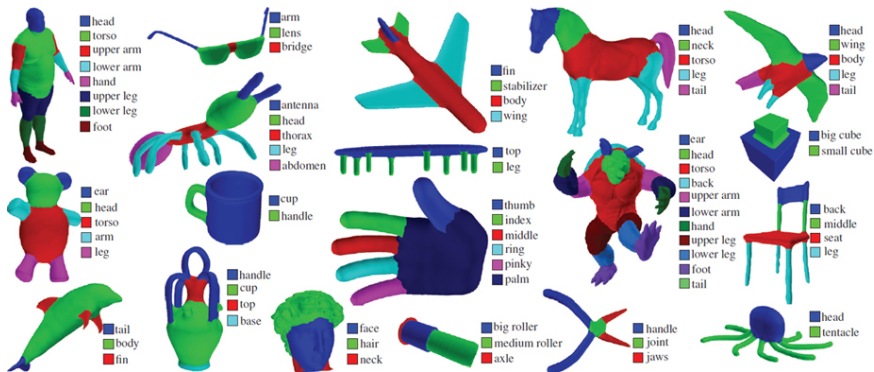 head
torso
upper arm
lower arm
hand
upper leg
lower leg
foot
arm
lens
bridge
antenna
head
thorax
leg
abdomen
fin
stabilizer
body
wing
head
neck
torso
leg
tail
head
wing
body
leg
tail
top
leg
big cube
small cube
ear
head
torso
arm
leg
cup
handle
thumb
index
middle
ring
pinky
palm
ear
head
torso
back
upper arm
lower arm
hand
upper leg
lower leg
foot
tail
back
middle
seat
leg
tail
body
fin
handle
cup
top
base
face
hair
neck
big roller
medium roller
axle
handle
joint
jaws
head
tentacle